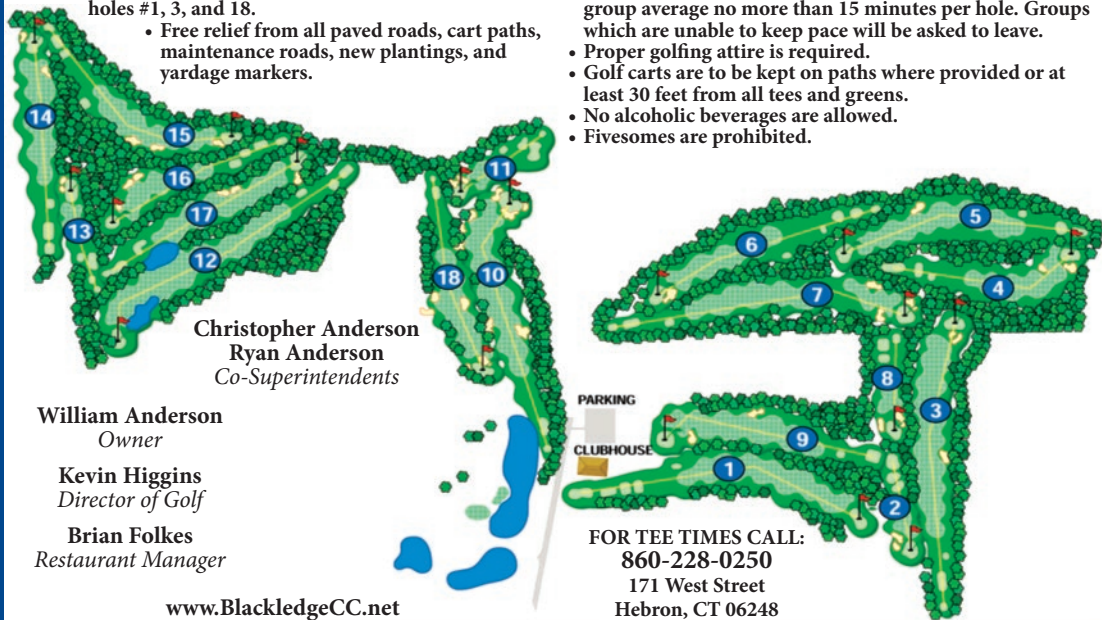 holes #1, 3, and 18.
• Free relief from all paved roads, cart paths,
maintenance roads, new plantings, and
yardage markers.
group average no more than 15 minutes per hole. Groups
which are unable to keep pace will be asked to leave.
• Proper golfing attire is required.
• Golf carts are to be kept on paths where provided or at
least 30 feet from all tees and greens.
• No alcoholic beverages are allowed.
• Fivesomes are prohibited.
14
15
16
13
17
12
11
18
10
6
5
7
4
8
3
9
1
2
PARKING
CLUBHOUSE
Christopher Anderson
Ryan Anderson
Co-Superintendents
William Anderson
Owner
Kevin Higgins
Director of Golf
Brian Folkes
Restaurant Manager
www.BlackledgeCC.net
FOR TEE TIMES CALL:
860-228-0250
171 West Street
Hebron, CT 06248